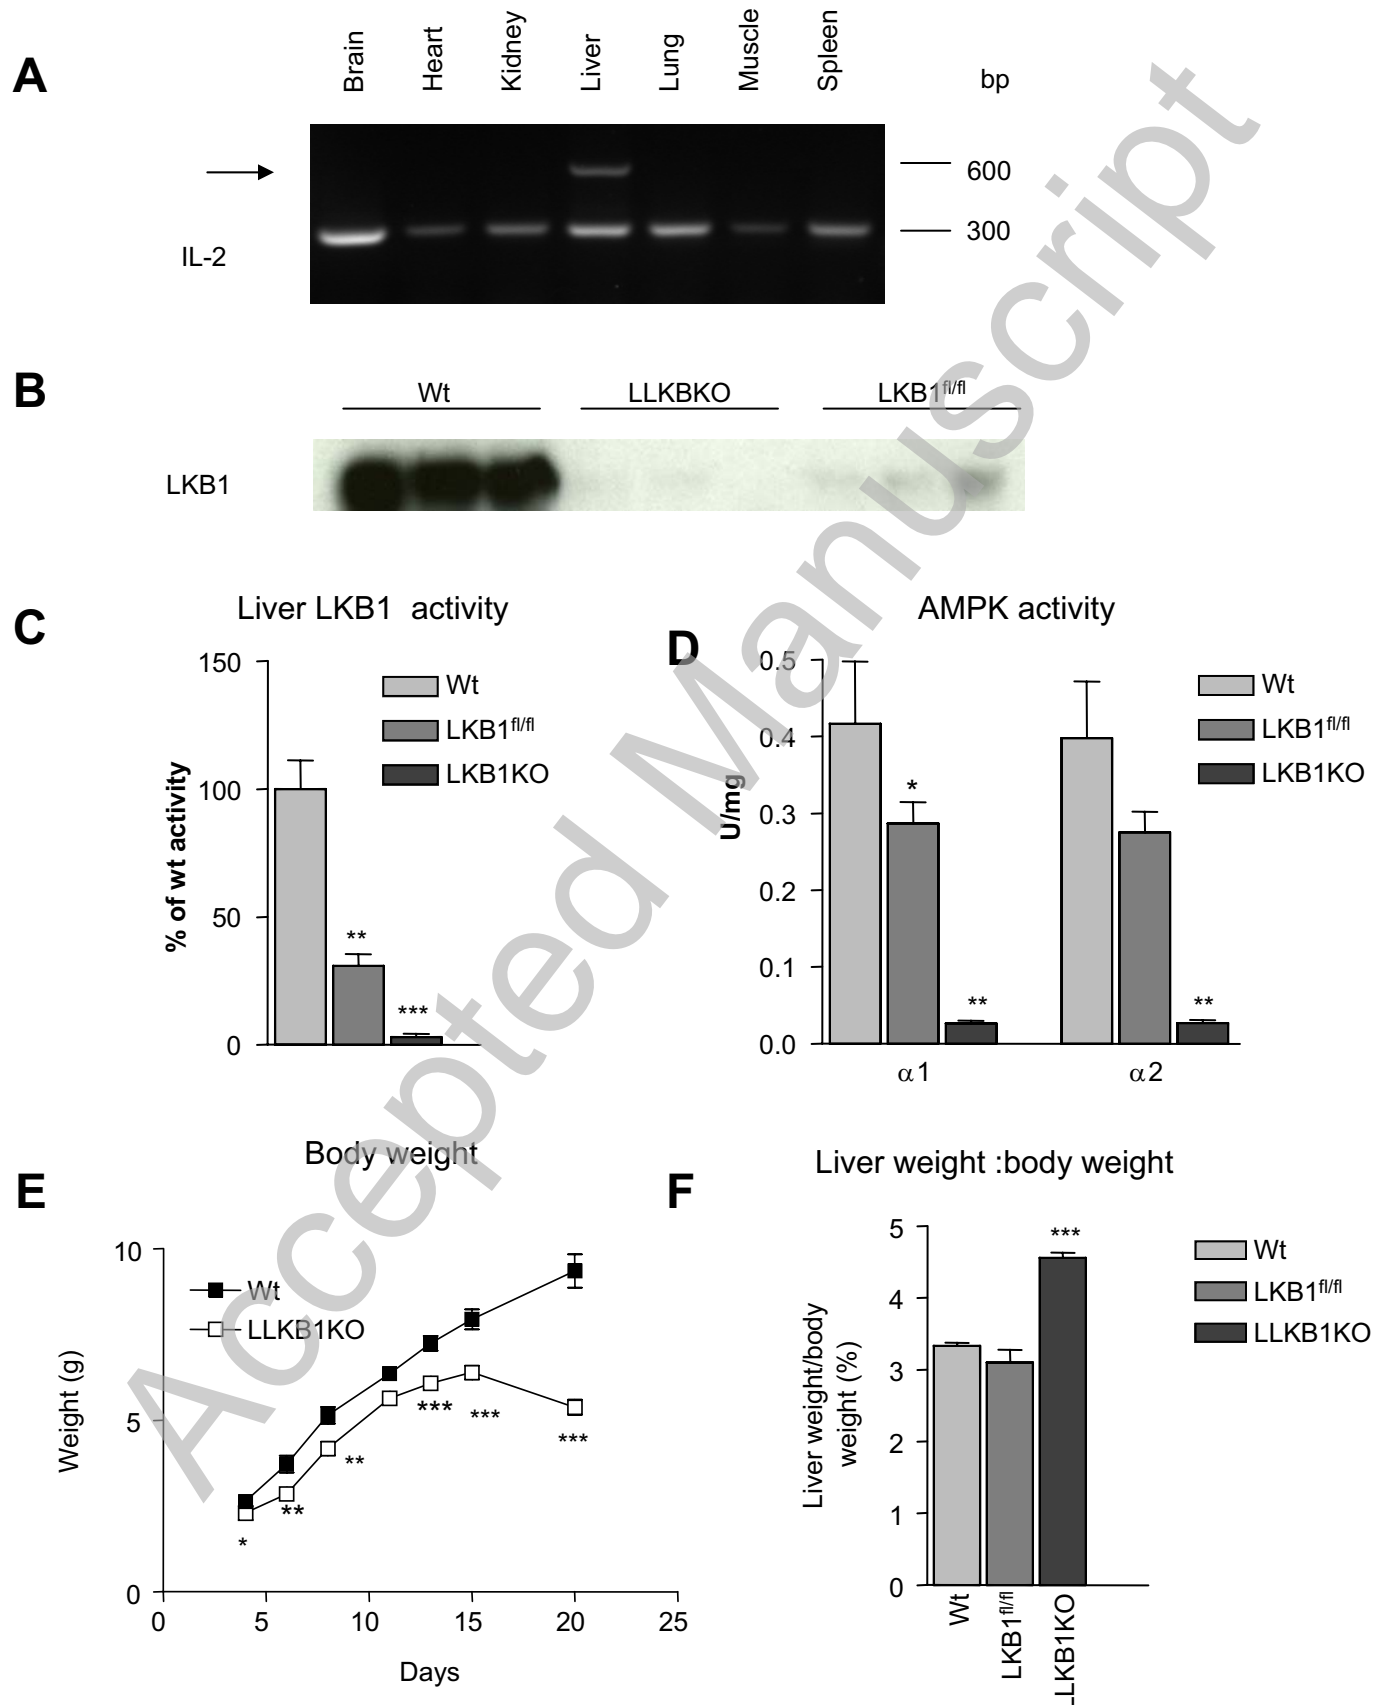 A
Brain
Heart
Kidney
Liver
Lung
Muscle
Spleen
bp
600
300
IL-2
B
Wt
LLKBKO
LKB1fl/fl
LKB1
C
Liver LKB1 activity
% of wt activity
150
100
50
0
Wt
LKB1fl/fl
LKB1KO
**
***
D
AMPK activity
U/mg
0.5
0.4
0.3
0.2
0.1
0.0
Wt
LKB1fl/fl
LKB1KO
*
**
**
α1
α2
E
Body weight
Weight (g)
10
5
0
Wt
LLKB1KO
*
**
**
***
***
***
0
5
10
15
20
25
Days
F
Liver weight :body weight
Liver weight/body
weight (%)
5
4
3
2
1
0
***
Wt
LKB1fl/fl
LLKB1KO
Wt
LKB1fl/fl
LLKB1KO
Accepted Manuscript